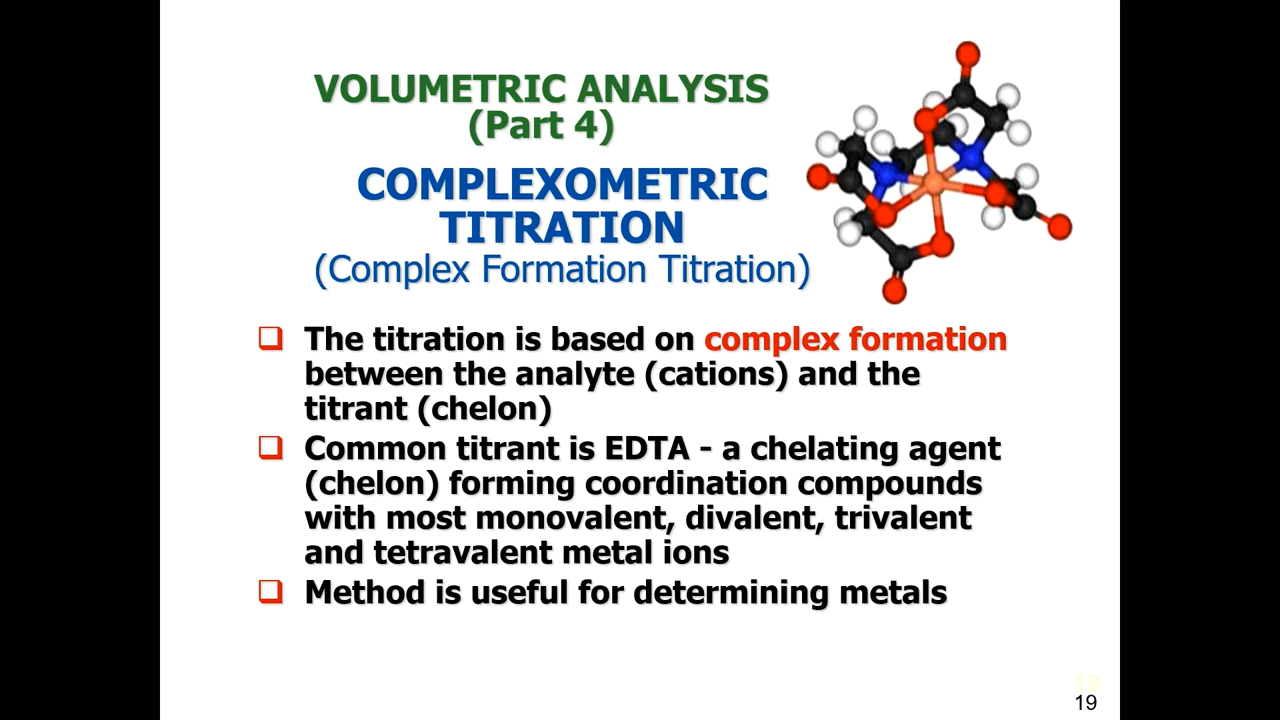 VOLUMETRIC ANALYSIS
(Part 4)
COMPLEXOMETRIC
TITRATION
(Complex Formation Titration)
❑ The titration is based on complex formation
between the analyte (cations) and the
titrant (chelon)
❑ Common titrant is EDTA - a chelating agent
(chelon) forming coordination compounds
with most monovalent, divalent, trivalent
and tetravalent metal ions
❑ Method is useful for determining metals
19
19